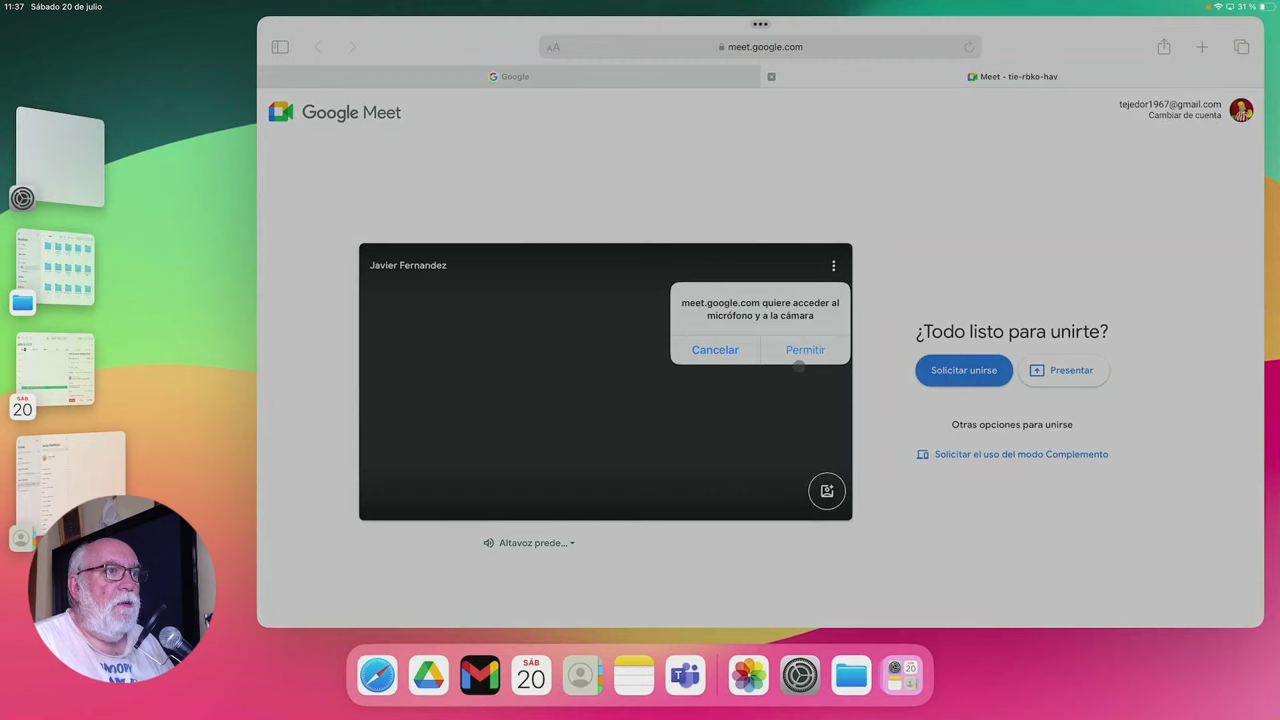 11:37 Sábado 20 de julio
31 %
AA
meet.google.com
Google
Meet - tie-rbko-hav
Google Meet
tejedor1967@gmail.com
Cambiar de cuenta
Javier Fernandez
meet.google.com quiere acceder al
micrófono y a la cámara
Cancelar
Permitir
¿Todo listo para unirte?
Solicitar unirse
Presentar
Otras opciones para unirse
Solicitar el uso del modo Complemento
Altavoz prede...
SÁB
20
SÁB
20
T
20